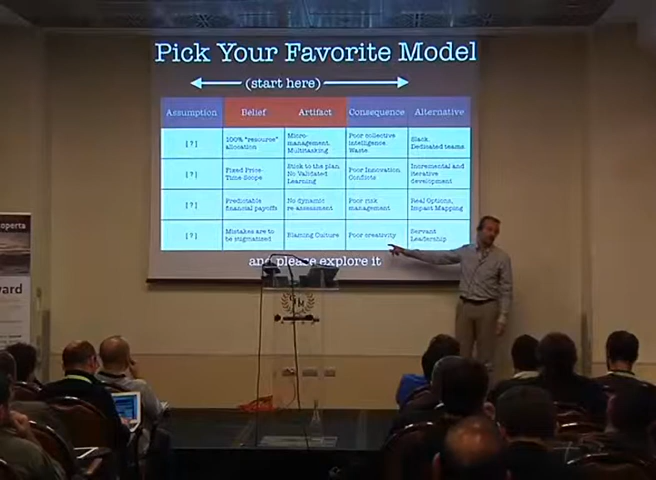 Pick Your Favorite Model
(start here)
Assumption Belief Artifact Consequence Alternative
[?] 100% "resource" allocation Micro-management, Multitasking Poor collective intelligence Waste Slack, Dedicated teams
[?] Fixed Price-Time Scope Stick to the plan, No Validated Learning Poor Innovation, Conflicts Incremental and iterative development
[?] Predictable financial payoffs No dynamic re-assessment Poor risk management Real Options, Impact Mapping
[?] Mistakes are to be stigmatized Blaming Culture Poor creativity Servant Leadership
and please explore it
operta
ward